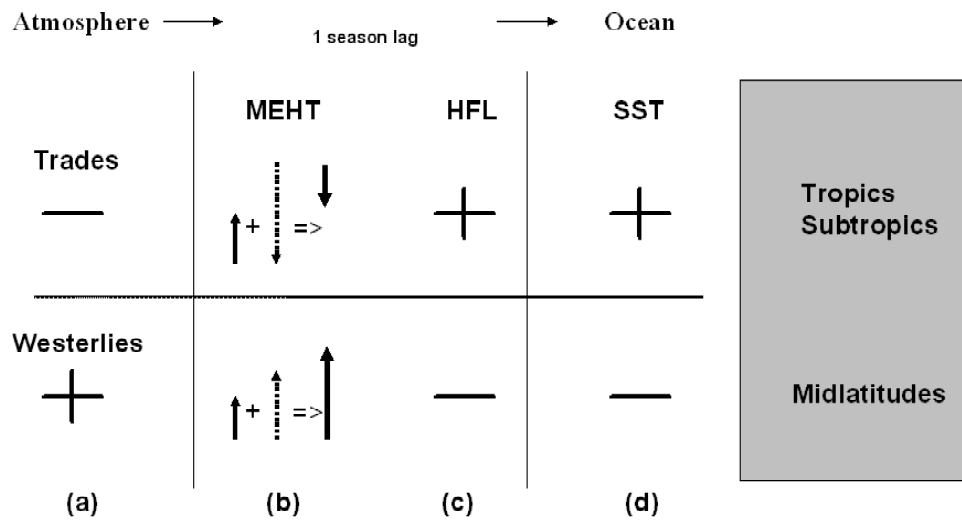 Atmosphere → 1 season lag → Ocean
MEHT HFL SST
Trades
Tropics
Subtropics
— + => + +
Westerlies
Midlatitudes
+ + => — —
(a) (b) (c) (d)